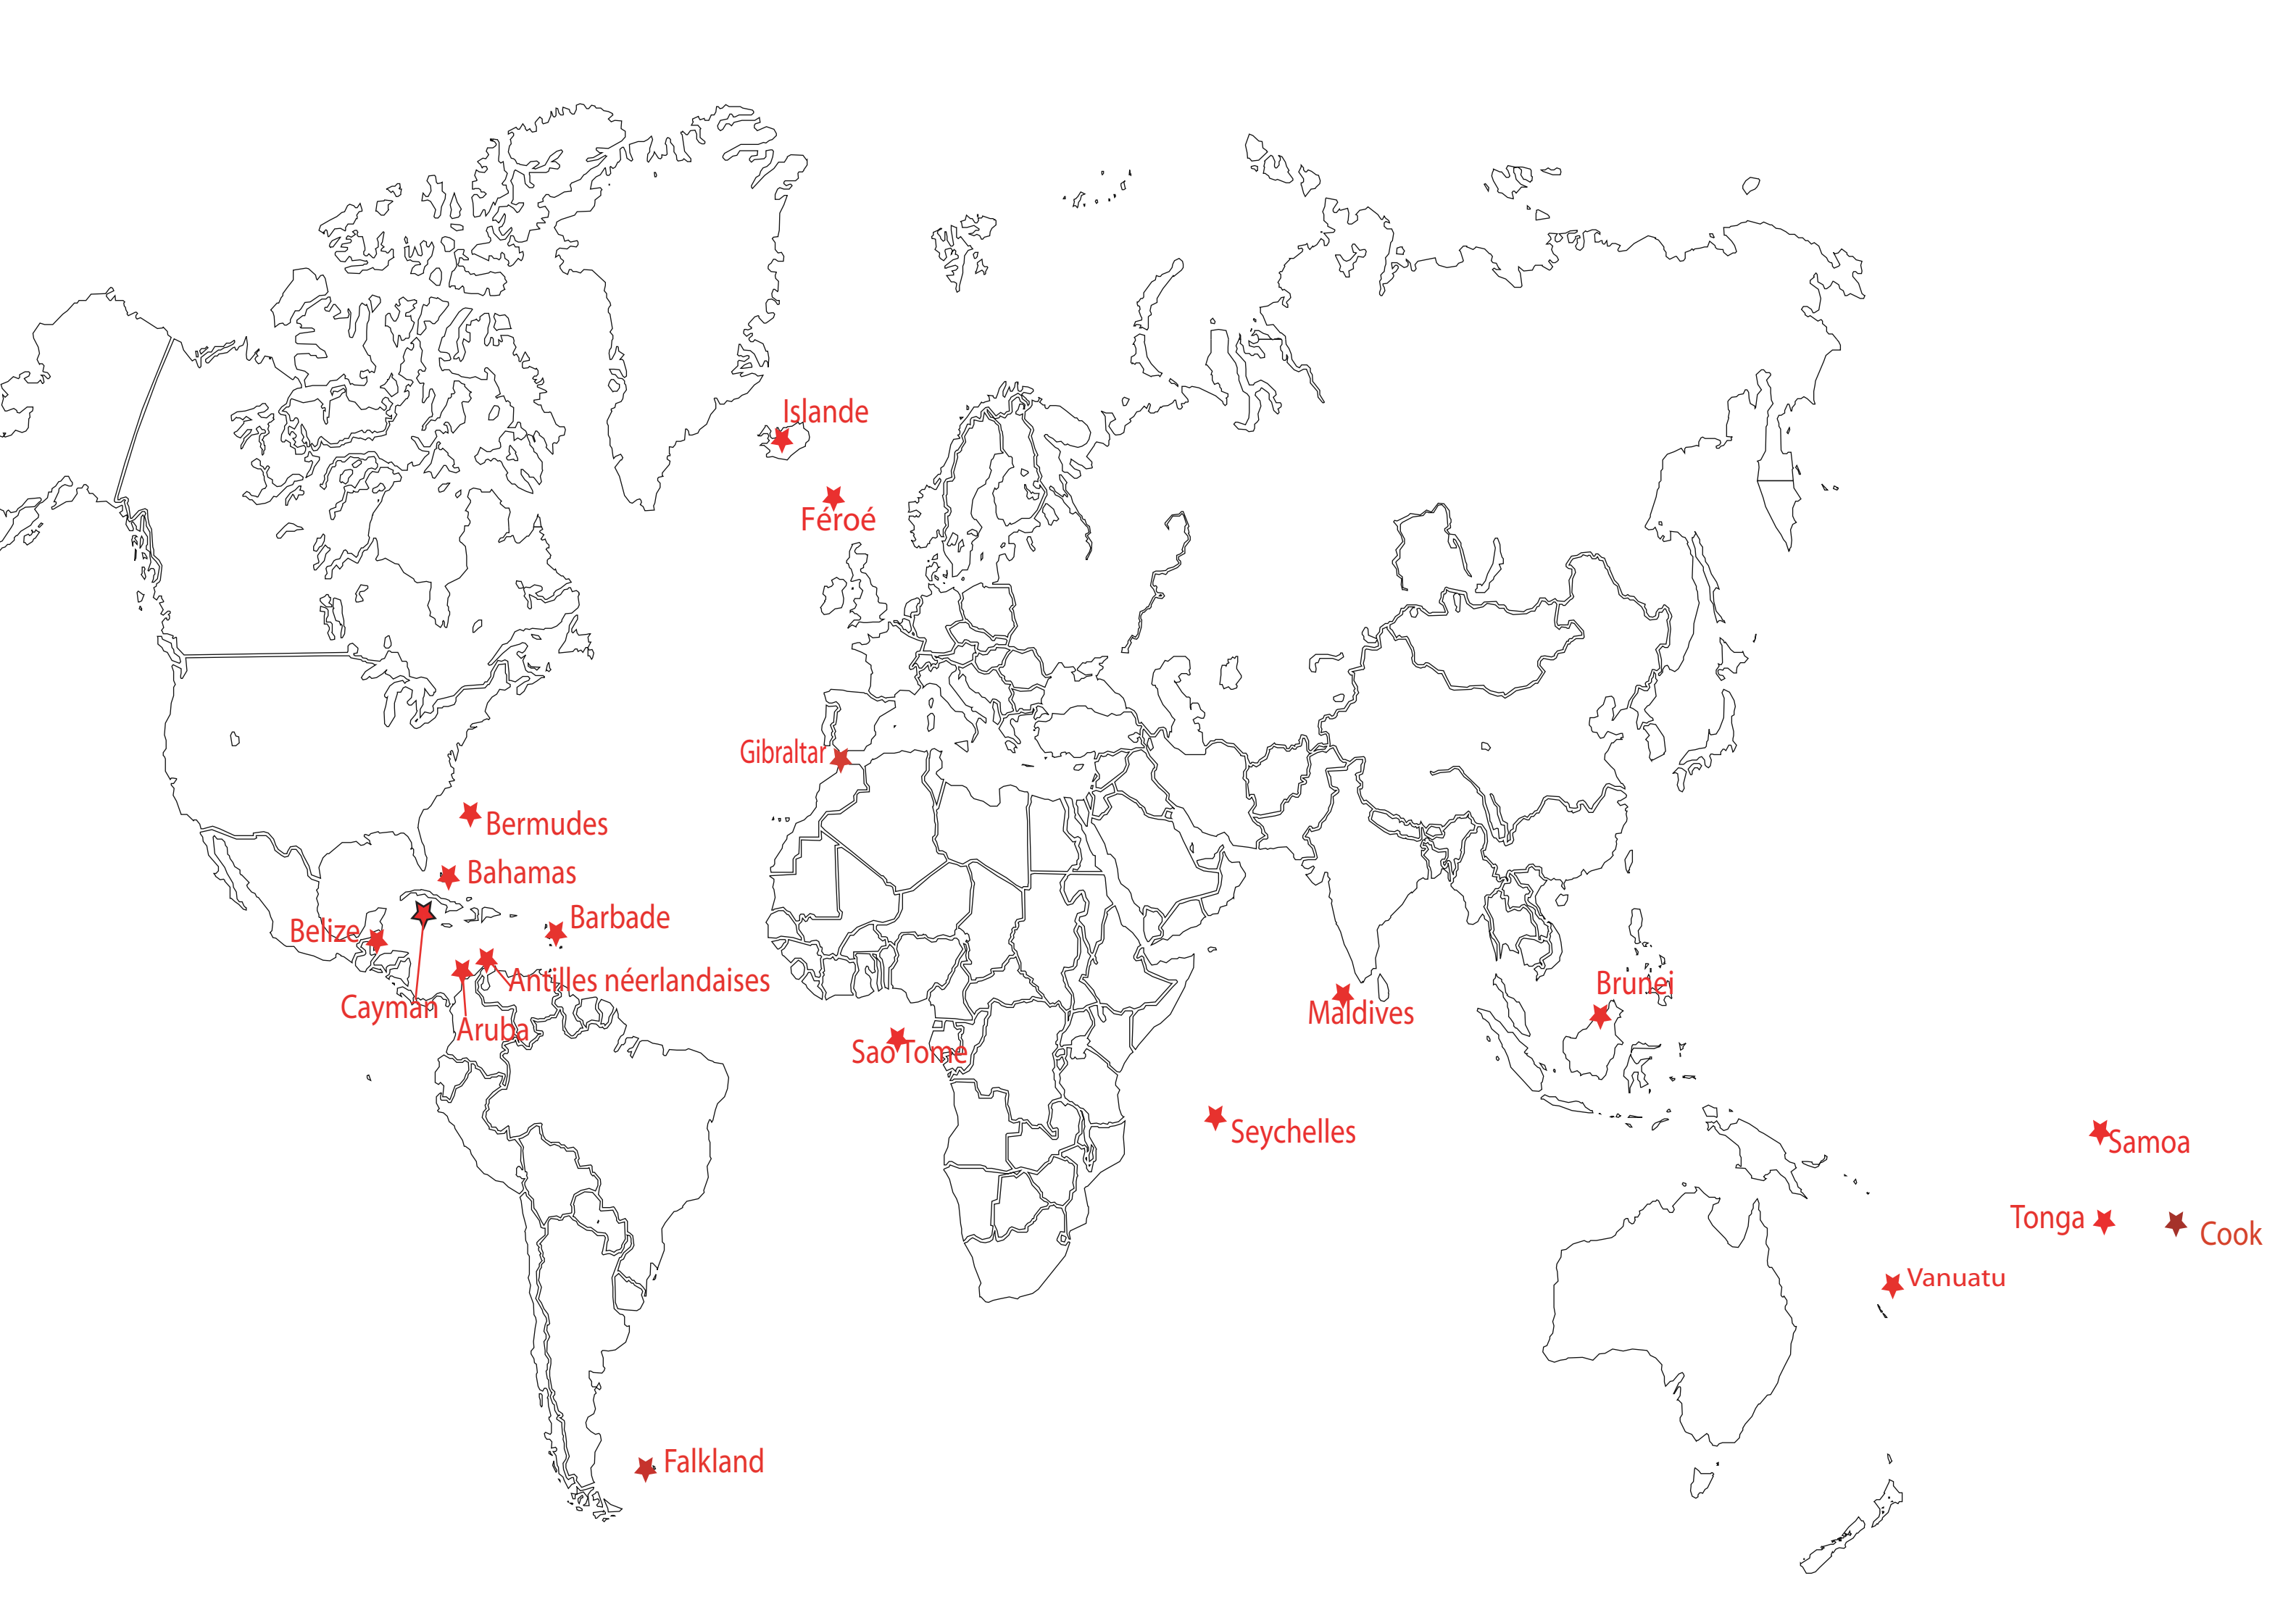 Islande
Féroé
Gibraltar
Bermudes
Bahamas
Barbade
Belize
Antilles néerlandaises
Cayman
Aruba
Sao Tome
Maldives
Brunei
Seychelles
Samoa
Tonga
Cook
Vanuatu
Falkland